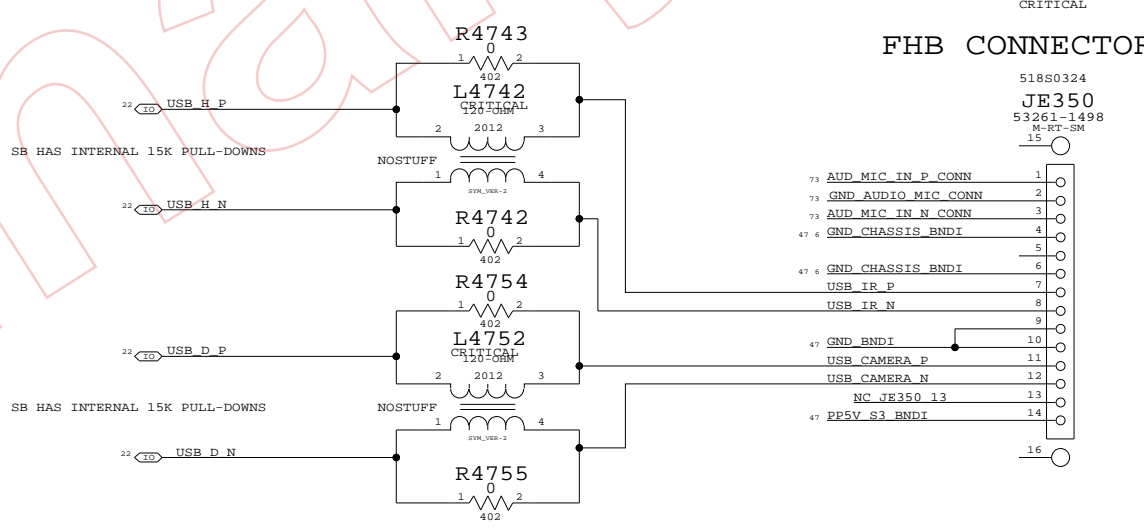 CRITICAL
FHB CONNECTOR
518S0324
JE350
53261-1498
M-RT-SM
15
R4743
0
1 2
402
L4742
CRITICAL
120-OHM
2012
2 3
22 IO USB_H_P
SB HAS INTERNAL 15K PULL-DOWNS
NOSTUFF
1 4
SYM_VER-2
22 IO USB_H_N
R4742
0
1 2
402
R4754
0
1 2
402
L4752
CRITICAL
120-OHM
2012
2 3
22 IO USB_D_P
SB HAS INTERNAL 15K PULL-DOWNS
NOSTUFF
1 4
SYM_VER-2
22 IO USB_D_N
R4755
0
1 2
402
73 AUD_MIC_IN_P_CONN 1
73 GND_AUDIO_MIC_CONN 2
73 AUD_MIC_IN_N_CONN 3
47 6 GND_CHASSIS_BNDI 4
5
47 6 GND_CHASSIS_BNDI 6
USB_IR_P 7
USB_IR_N 8
9
47 GND_BNDI 10
USB_CAMERA_P 11
USB_CAMERA_N 12
NC_JE350_13 13
47 PP5V_S3_BNDI 14
16